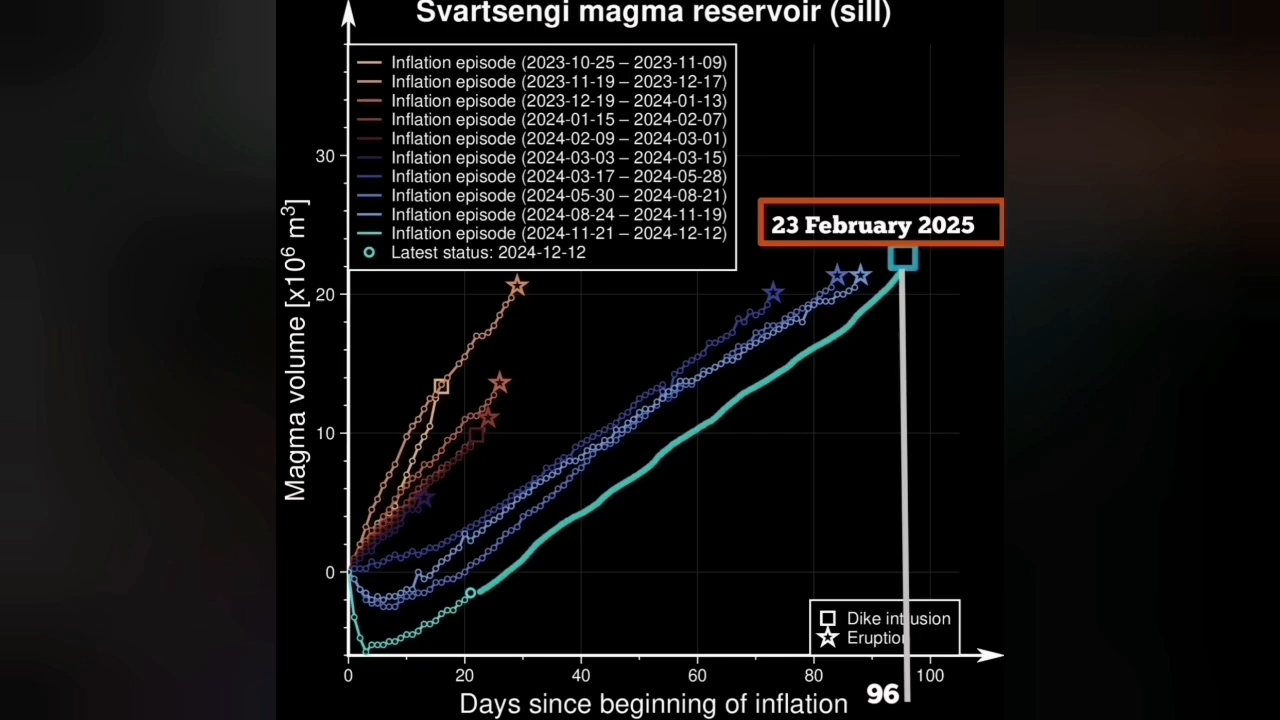 Svartsengi magma reservoir (sill)
Inflation episode (2023-10-25 – 2023-11-09)
Inflation episode (2023-11-19 – 2023-12-17)
Inflation episode (2023-12-19 – 2024-01-13)
Inflation episode (2024-01-15 – 2024-02-07)
Inflation episode (2024-02-09 – 2024-03-01)
Inflation episode (2024-03-03 – 2024-03-15)
Inflation episode (2024-03-17 – 2024-05-28)
Inflation episode (2024-05-30 – 2024-08-21)
Inflation episode (2024-08-24 – 2024-11-19)
Inflation episode (2024-11-21 – 2024-12-12)
Latest status: 2024-12-12
23 February 2025
Magma volume [x10⁶ m³]
30
20
10
0
Dike intrusion
Eruption
0 20 40 60 80 100
Days since beginning of inflation
96